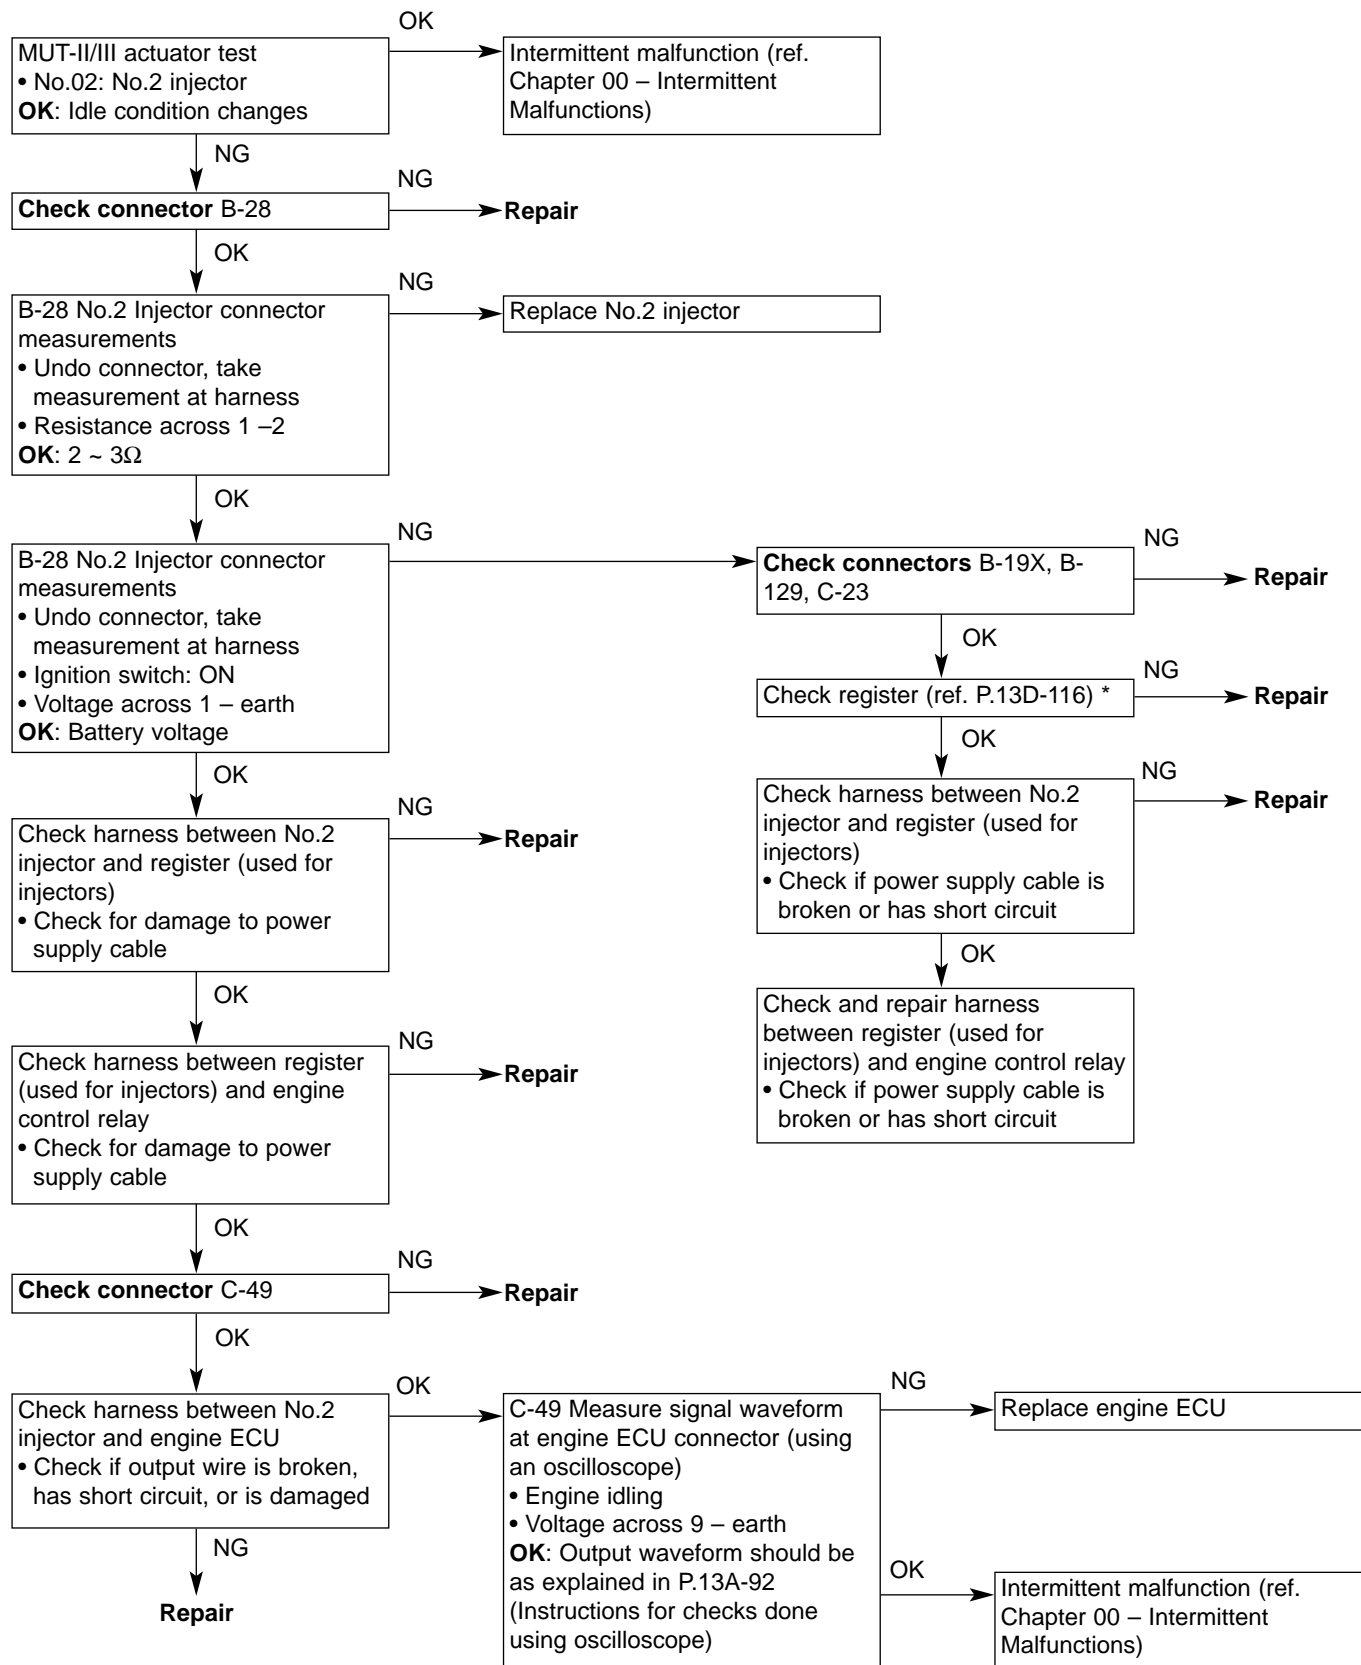 OK
MUT-II/III actuator test
• No.02: No.2 injector
OK: Idle condition changes
Intermittent malfunction (ref.
Chapter 00 – Intermittent
Malfunctions)
NG
Check connector B-28
NG
Repair
OK
B-28 No.2 Injector connector
measurements
• Undo connector, take
measurement at harness
• Resistance across 1 –2
OK: 2 ~ 3Ω
NG
Replace No.2 injector
OK
B-28 No.2 Injector connector
measurements
• Undo connector, take
measurement at harness
• Ignition switch: ON
• Voltage across 1 – earth
OK: Battery voltage
NG
Check connectors B-19X, B-
129, C-23
NG
Repair
OK
Check register (ref. P.13D-116) *
NG
Repair
OK
Check harness between No.2
injector and register (used for
injectors)
• Check if power supply cable is
broken or has short circuit
NG
Repair
OK
Check and repair harness
between register (used for
injectors) and engine control relay
• Check if power supply cable is
broken or has short circuit
OK
Check harness between No.2
injector and register (used for
injectors)
• Check for damage to power
supply cable
NG
Repair
OK
Check harness between register
(used for injectors) and engine
control relay
• Check for damage to power
supply cable
NG
Repair
OK
Check connector C-49
NG
Repair
OK
Check harness between No.2
injector and engine ECU
• Check if output wire is broken,
has short circuit, or is damaged
NG
Repair
OK
C-49 Measure signal waveform
at engine ECU connector (using
an oscilloscope)
• Engine idling
• Voltage across 9 – earth
OK: Output waveform should be
as explained in P.13A-92
(Instructions for checks done
using oscilloscope)
NG
Replace engine ECU
OK
Intermittent malfunction (ref.
Chapter 00 – Intermittent
Malfunctions)